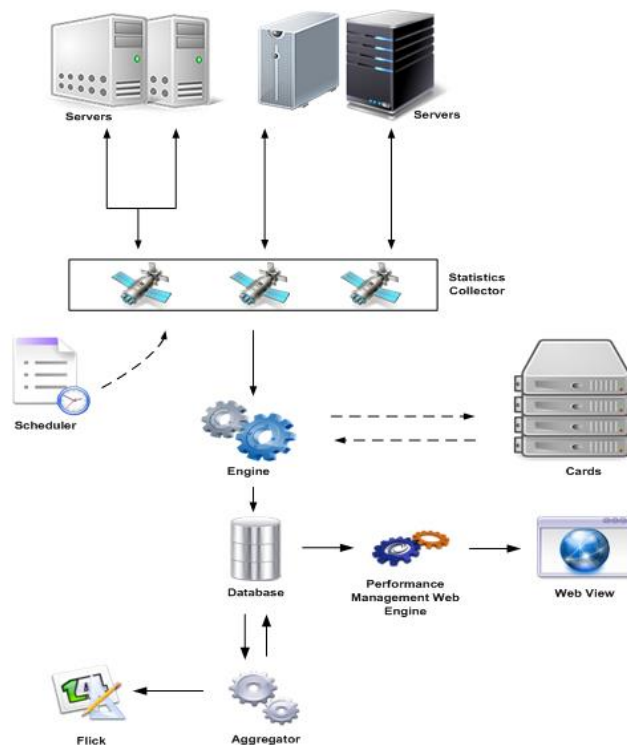 Servers
Servers
Statistics
Collector
Scheduler
Engine
Cards
Database
Performance
Management Web
Engine
Web View
Flick
Aggregator